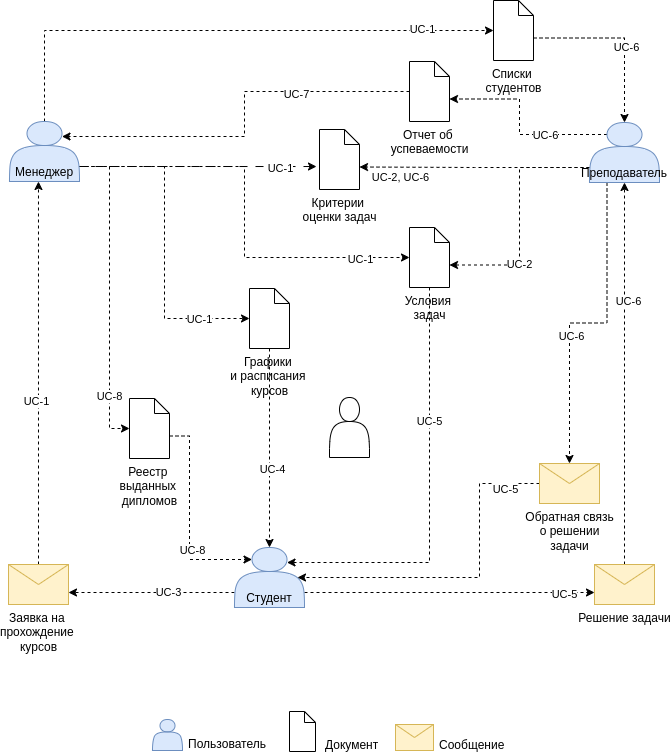 UC-1
UC-6
Списки
студентов
UC-7
Отчет об
успеваемости
UC-6
Менеджер
UC-1
Критерии
оценки задач
UC-2, UC-6
Преподаватель
UC-1
UC-2
Условия
задач
UC-1
UC-6
UC-6
Графики
и расписания
курсов
UC-1
UC-8
UC-5
Реестр
выданных
дипломов
UC-4
UC-5
Обратная связь
о решении
задачи
UC-8
UC-3
Студент
UC-5
Заявка на
прохождение
курсов
Решение задачи
Пользователь
Документ
Сообщение